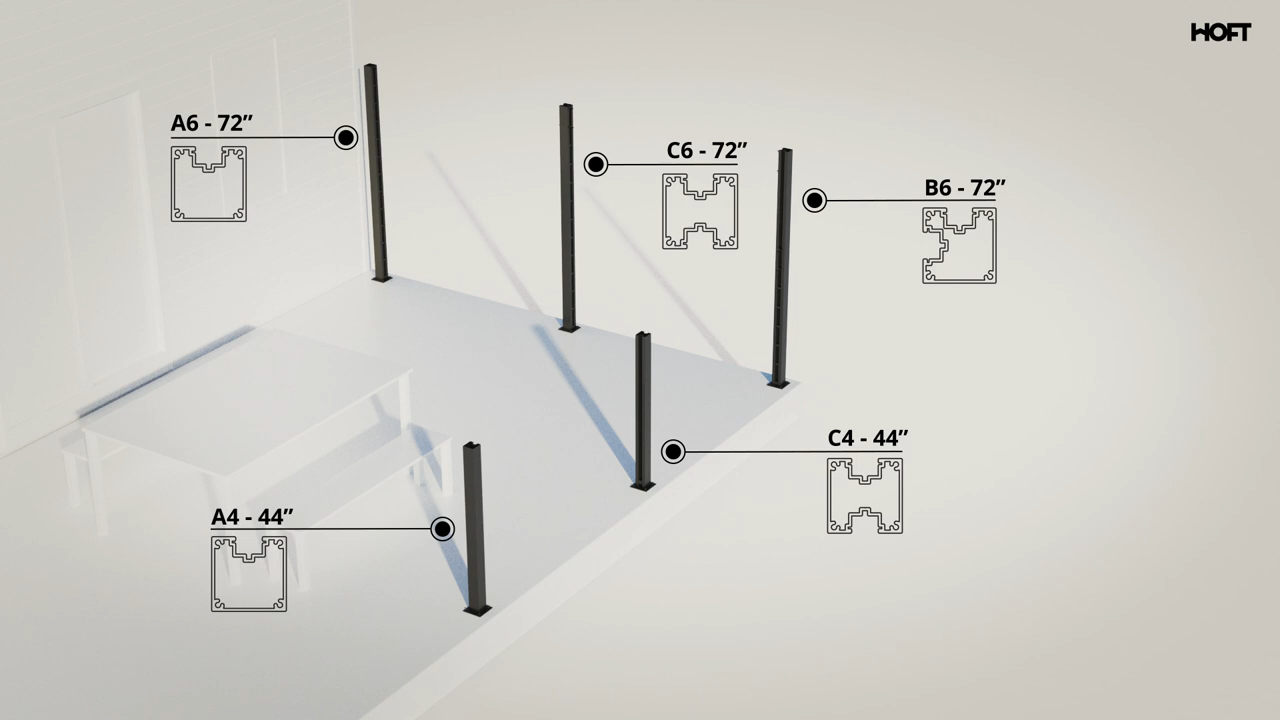 HOFT
A6 - 72”
C6 - 72”
B6 - 72”
C4 - 44”
A4 - 44”